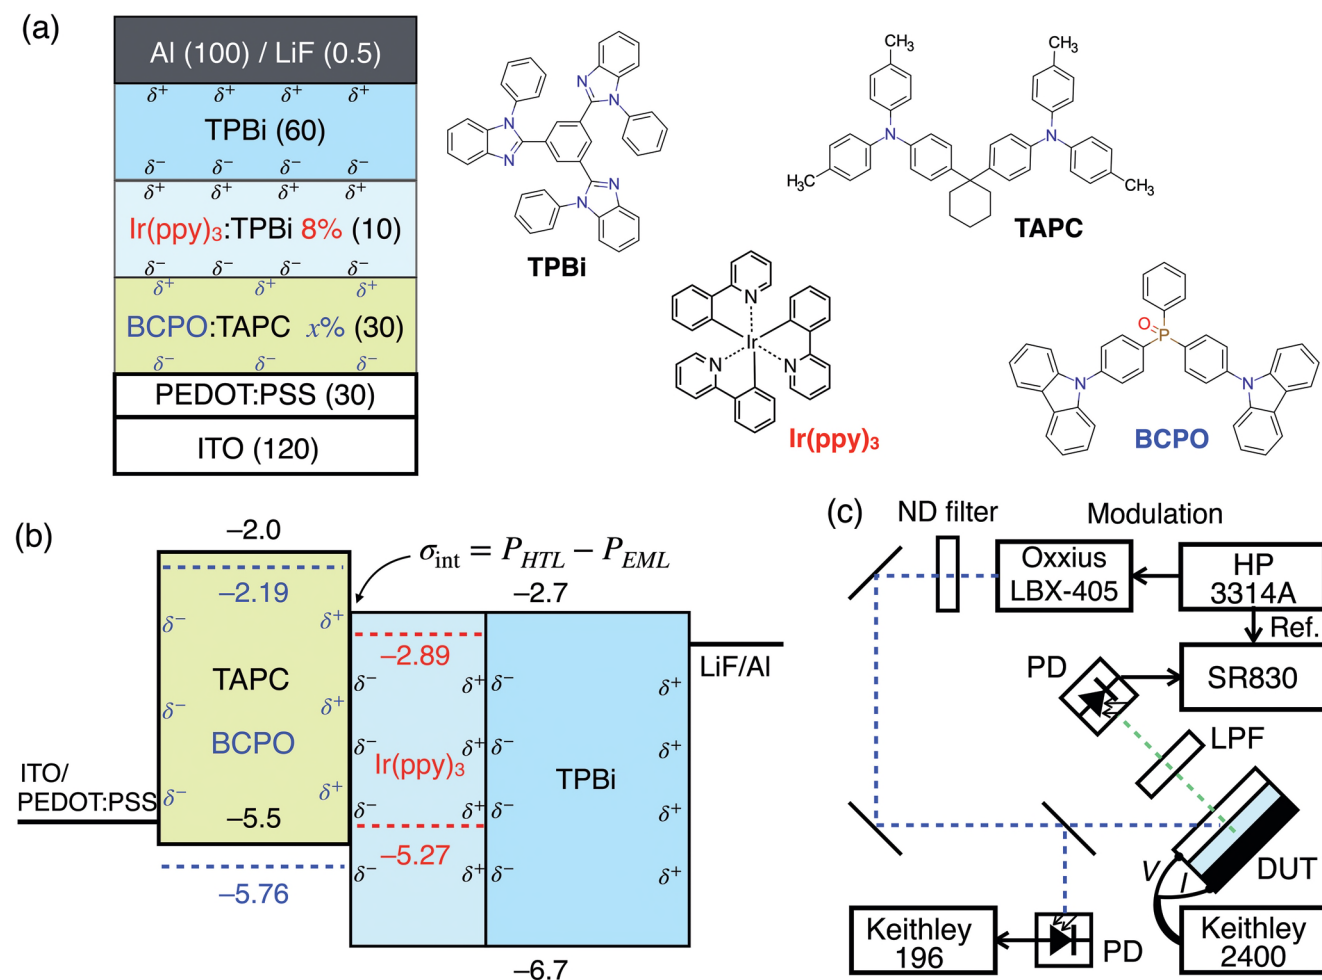 (a)
Al (100) / LiF (0.5)
δ⁺ δ⁺ δ⁺ δ⁺
TPBi (60)
δ⁻ δ⁻ δ⁻ δ⁻
δ⁺ δ⁺ δ⁺ δ⁺
Ir(ppy)₃:TPBi 8% (10)
δ⁻ δ⁻ δ⁻ δ⁻
δ⁺ δ⁺ δ⁺
BCPO:TAPC x% (30)
δ⁻ δ⁻ δ⁻
PEDOT:PSS (30)
ITO (120)
N
N
N
N
N
N
TPBi
CH₃
CH₃
N
N
H₃C
CH₃
TAPC
N
Ir
N
N
Ir(ppy)₃
O
P
N
N
BCPO
(b)
−2.0
σint = PHTL − PEML
−2.19
−2.7
δ⁻ δ⁺
−2.89
LiF/Al
TAPC
δ⁻ δ⁺ δ⁻ δ⁺
δ⁻ δ⁺
BCPO
δ⁻ δ⁺ δ⁻ δ⁺
Ir(ppy)₃
TPBi
ITO/
PEDOT:PSS
δ⁻ δ⁺
δ⁻ δ⁺ δ⁻ δ⁺
−5.5
−5.27
−5.76
δ⁻ δ⁺ δ⁻ δ⁺
−6.7
(c)
ND filter
Modulation
Oxxius
LBX-405
HP
3314A
Ref.
PD
SR830
LPF
V
I
DUT
Keithley
196
PD
Keithley
2400